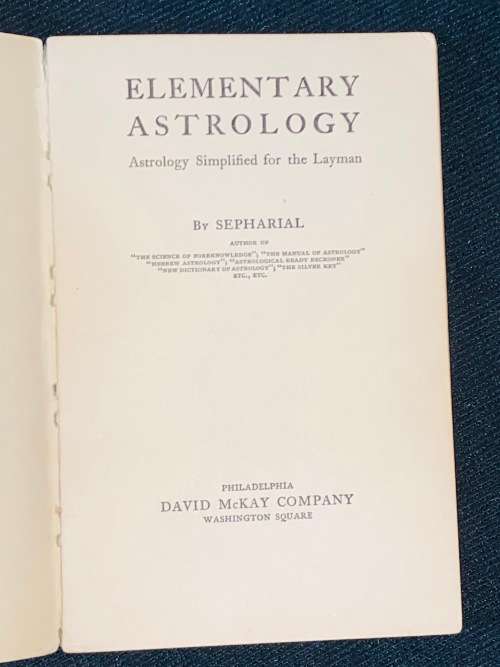 ELEMENTARY
ASTROLOGY
Astrology Simplified for the Layman
By SEPHARIAL
AUTHOR OF
"THE SCIENCE OF FOREKNOWLEDGE"; "THE MANUAL OF ASTROLOGY"
"HEBREW ASTROLOGY"; "ASTROLOGICAL READY RECKONER"
"NEW DICTIONARY OF ASTROLOGY"; "THE SILVER KEY"
ETC., ETC.
PHILADELPHIA
DAVID McKAY COMPANY
WASHINGTON SQUARE